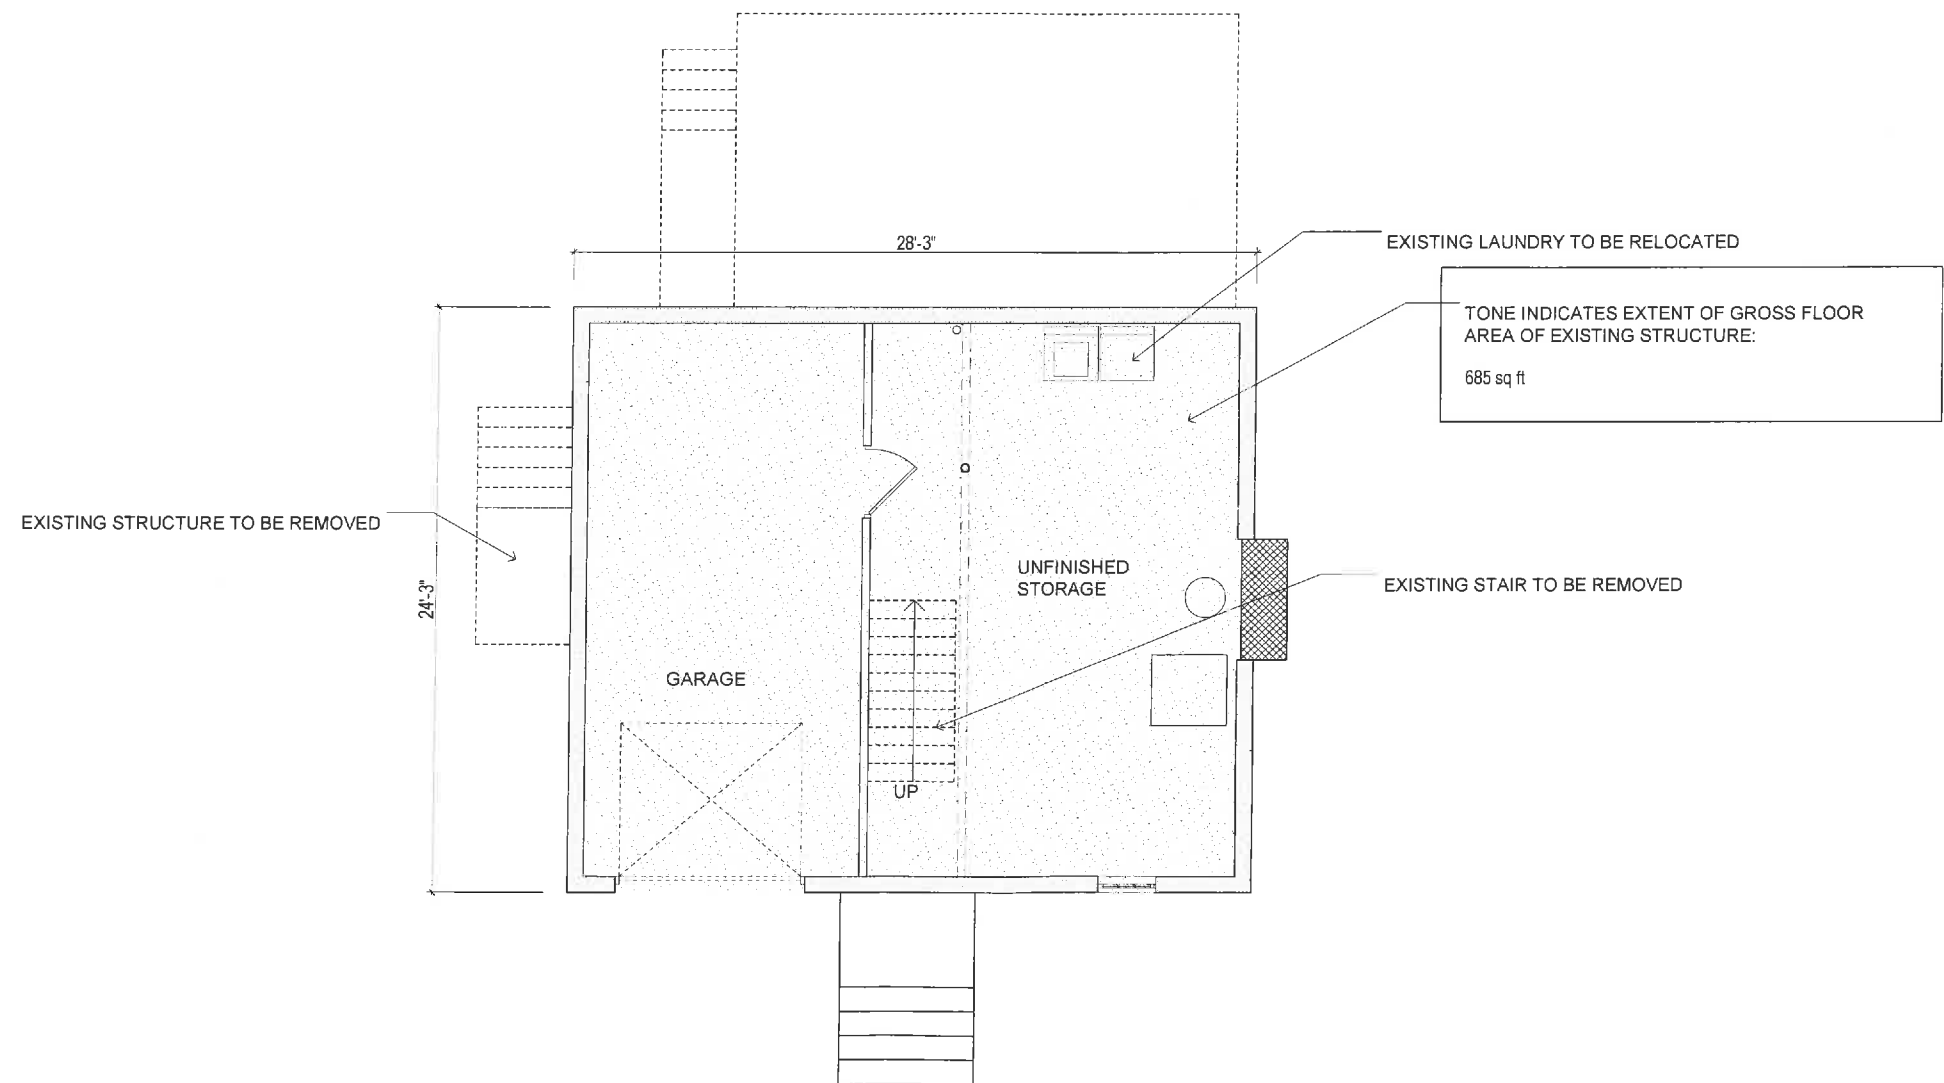 28'-3"
EXISTING LAUNDRY TO BE RELOCATED
TONE INDICATES EXTENT OF GROSS FLOOR
AREA OF EXISTING STRUCTURE:
685 sq ft
EXISTING STRUCTURE TO BE REMOVED
24'-3"
UNFINISHED
STORAGE
EXISTING STAIR TO BE REMOVED
GARAGE
UP